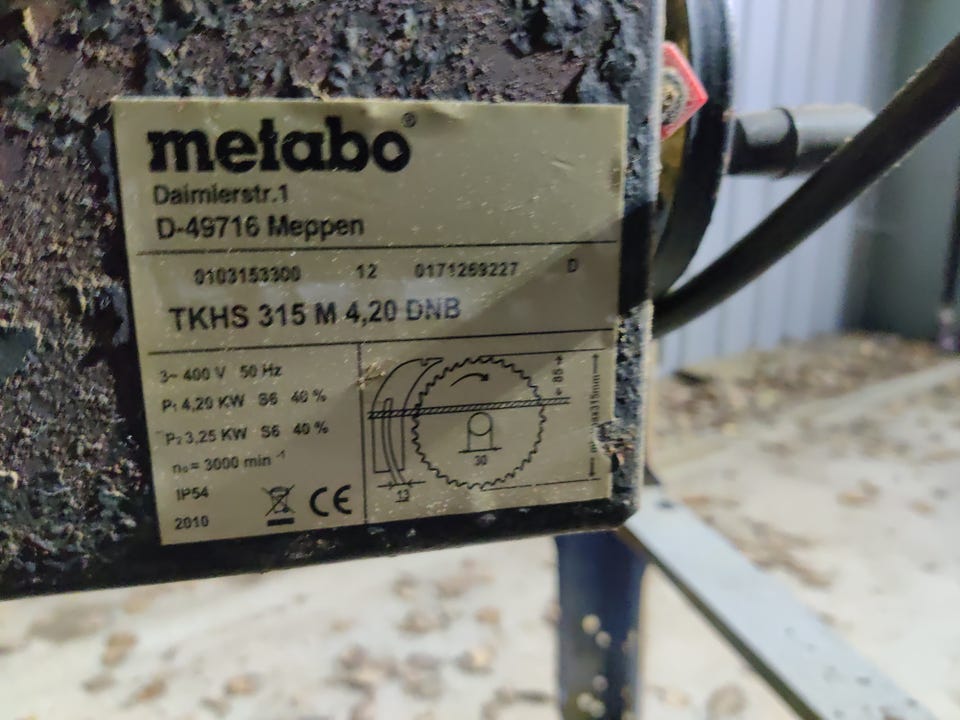 metabo®
Daimlerstr.1
D-49716 Meppen
0103153300 12 0171269227 D
TKHS 315 M 4,20 DNB
3~ 400 V 50 Hz
P1 4,20 KW S6 40 %
P2 3,25 KW S6 40 %
n0 = 3000 min -1
IP54
2010
CE
30
12